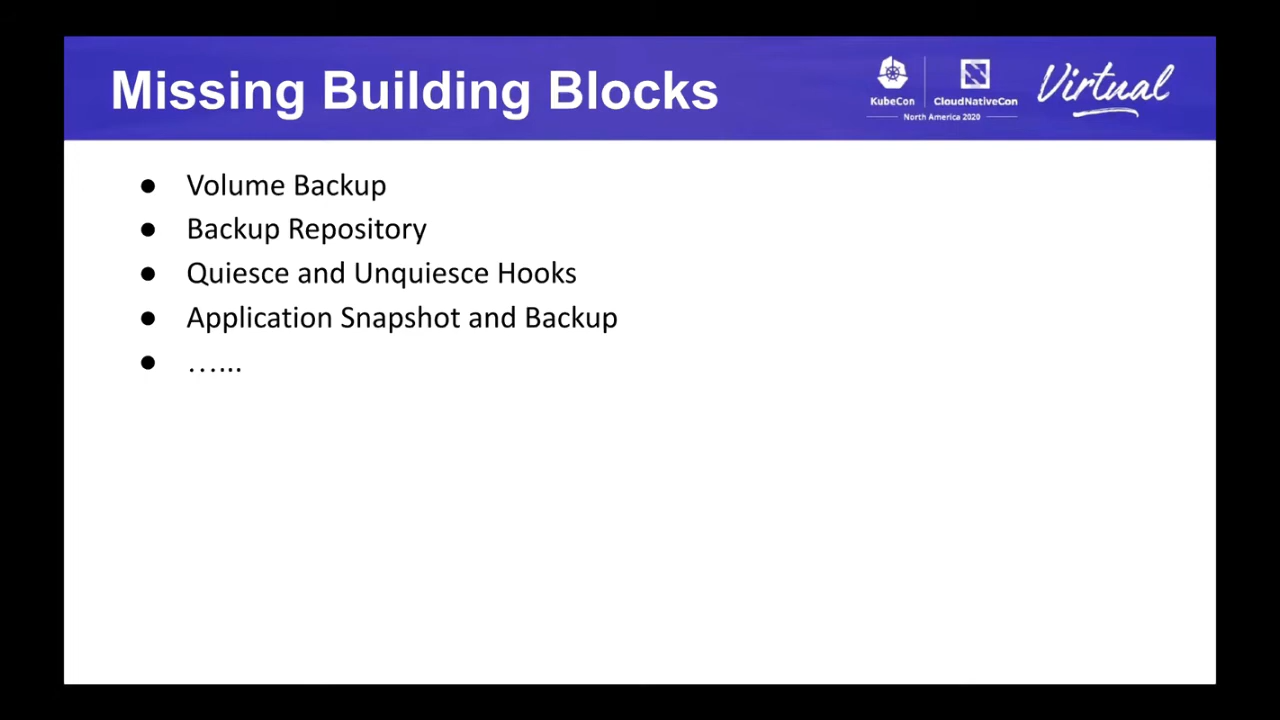 Missing Building Blocks
KubeCon
CloudNativeCon
North America 2020
Virtual
● Volume Backup
● Backup Repository
● Quiesce and Unquiesce Hooks
● Application Snapshot and Backup
● …...